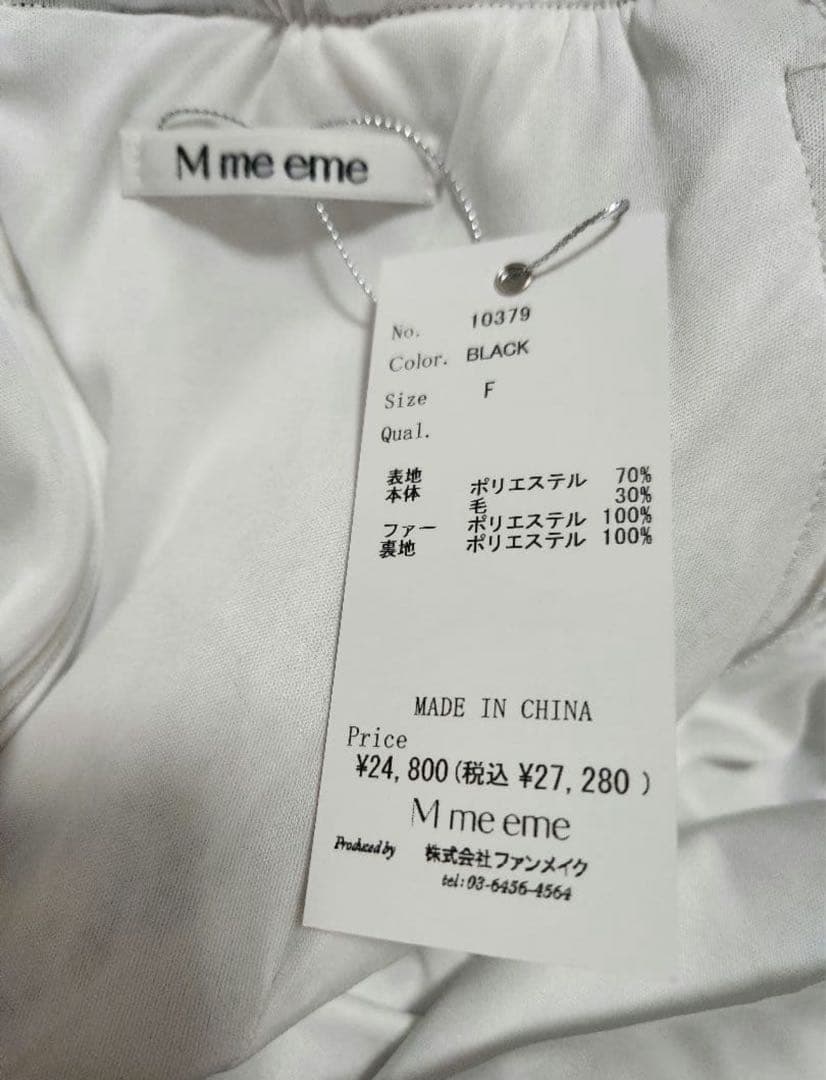 M me eme
No. 10379
Color. BLACK
Size F
Qual.
表地
本体 ポリエステル 70%
毛 30%
ファー ポリエステル 100%
裏地 ポリエステル 100%
MADE IN CHINA
Price
¥24,800(税込 ¥27,280 )
M me eme
Produced by 株式会社ファンメイク
tel:03-6456-4564